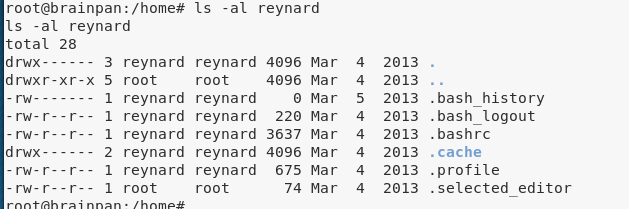 root@brainpan:/home# ls -al reynard
ls -al reynard
total 28
drwx------ 3 reynard reynard 4096 Mar  4  2013 .
drwxr-xr-x 5 root    root    4096 Mar  4  2013 ..
-rw------- 1 reynard reynard    0 Mar  5  2013 .bash_history
-rw-r--r-- 1 reynard reynard  220 Mar  4  2013 .bash_logout
-rw-r--r-- 1 reynard reynard 3637 Mar  4  2013 .bashrc
drwx------ 2 reynard reynard 4096 Mar  4  2013 .cache
-rw-r--r-- 1 reynard reynard  675 Mar  4  2013 .profile
-rw-r--r-- 1 root    root      74 Mar  4  2013 .selected_editor
root@brainpan:/home#